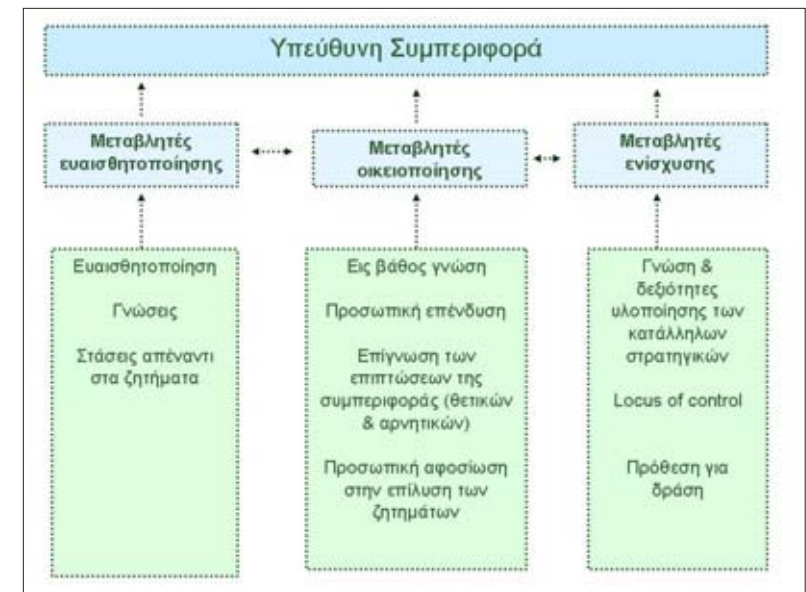 Υπεύθυνη Συμπεριφορά
Μεταβλητές
ευαισθητοποίησης
Μεταβλητές
οικειοποίησης
Μεταβλητές
ενίσχυσης
Ευαισθητοποίηση
Γνώσεις
Στάσεις απέναντι
στα ζητήματα
Εις βάθος γνώση
Προσωπική επένδυση
Επίγνωση των
επιπτώσεων της
συμπεριφοράς (θετικών
& αρνητικών)
Προσωπική αφοσίωση
στην επίλυση των
ζητημάτων
Γνώση &
δεξιότητες
υλοποίησης των
κατάλληλων
στρατηγικών
Locus of control
Πρόθεση για
δράση